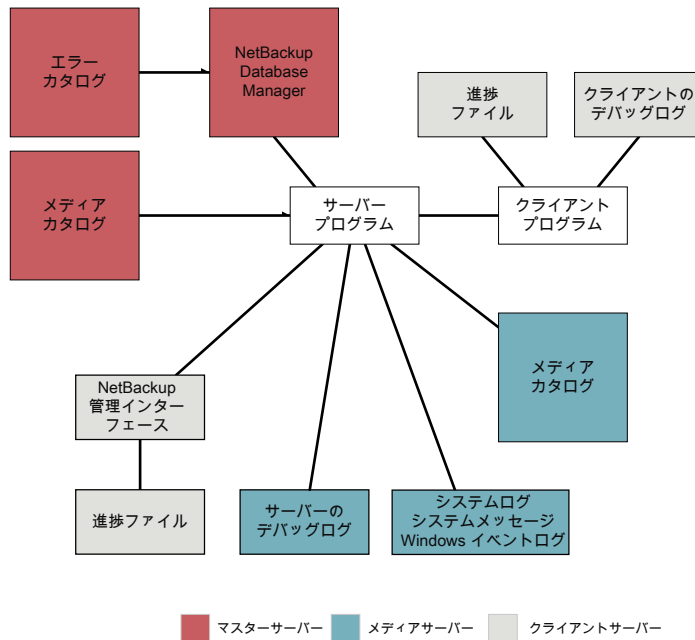 エラー
カタログ
NetBackup
Database
Manager
進捗
ファイル
クライアントの
デバッグログ
メディア
カタログ
サーバー
プログラム
クライアント
プログラム
メディア
カタログ
NetBackup
管理インター
フェース
進捗ファイル
サーバーの
デバッグログ
システムログ
システムメッセージ
Windows イベントログ
マスターサーバー
メディアサーバー
クライアントサーバー